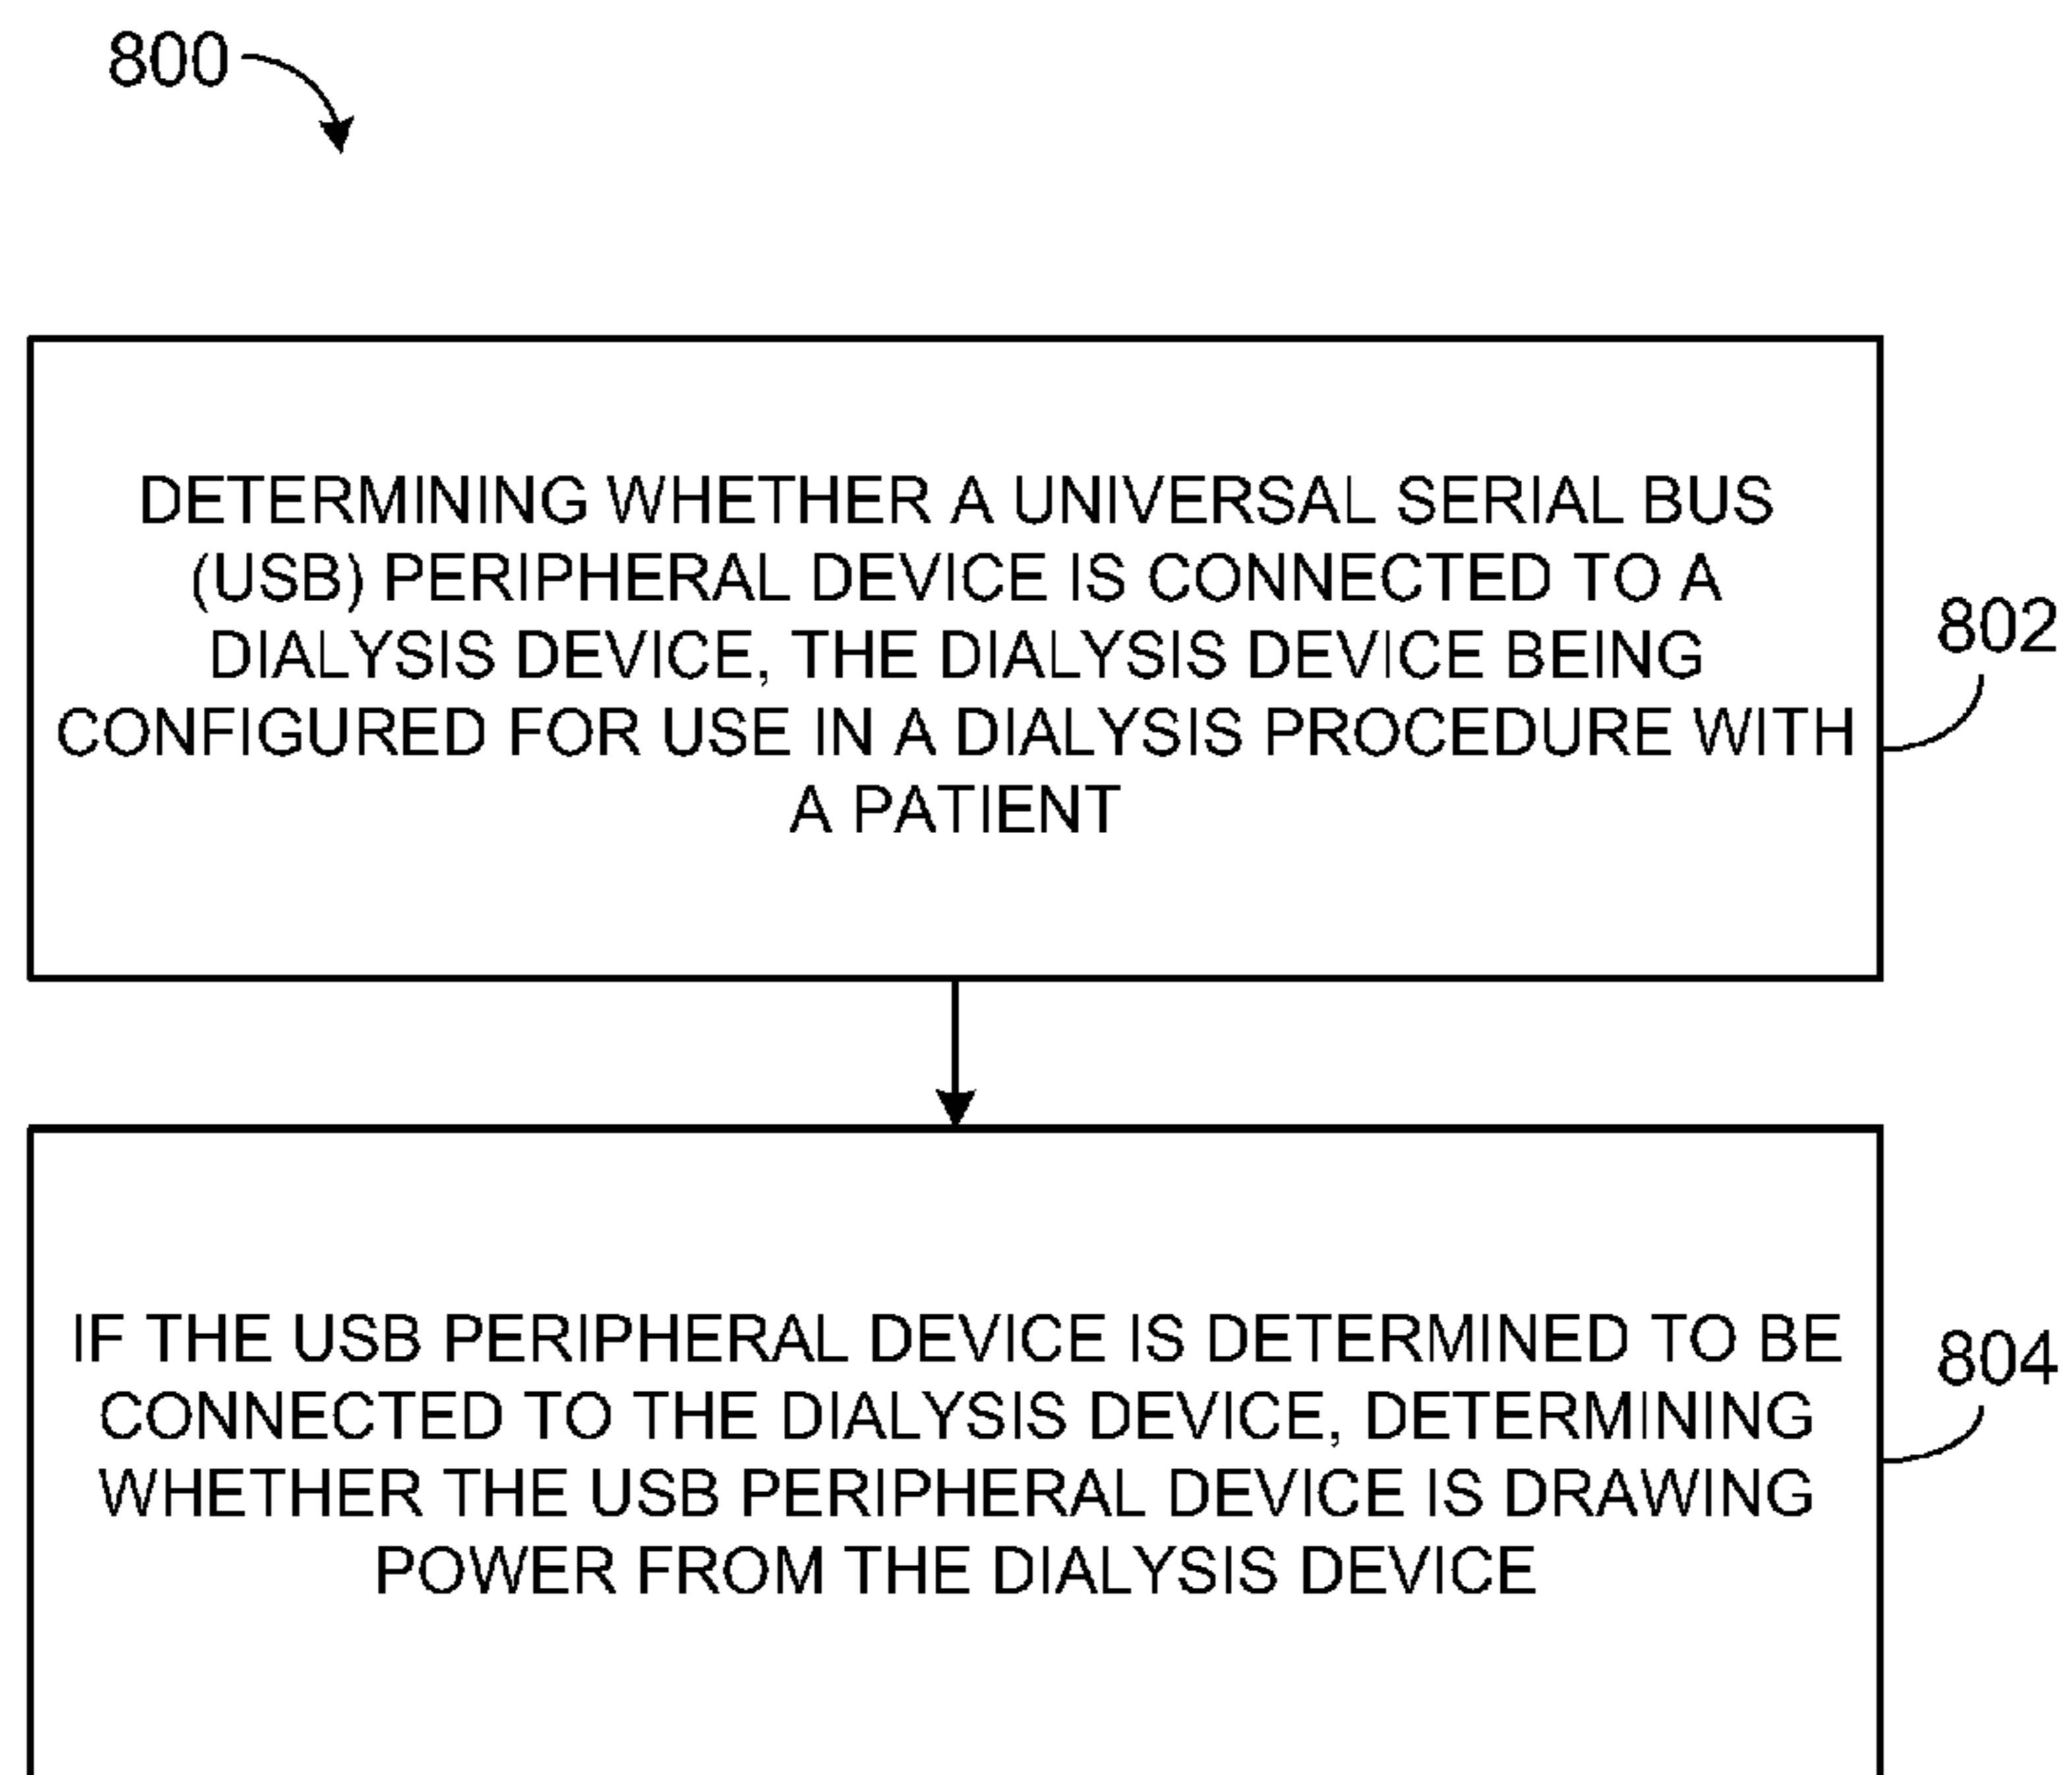 800
DETERMINING WHETHER A UNIVERSAL SERIAL BUS
(USB) PERIPHERAL DEVICE IS CONNECTED TO A
DIALYSIS DEVICE, THE DIALYSIS DEVICE BEING
CONFIGURED FOR USE IN A DIALYSIS PROCEDURE WITH
A PATIENT
802
IF THE USB PERIPHERAL DEVICE IS DETERMINED TO BE
CONNECTED TO THE DIALYSIS DEVICE, DETERMINING
WHETHER THE USB PERIPHERAL DEVICE IS DRAWING
POWER FROM THE DIALYSIS DEVICE
804